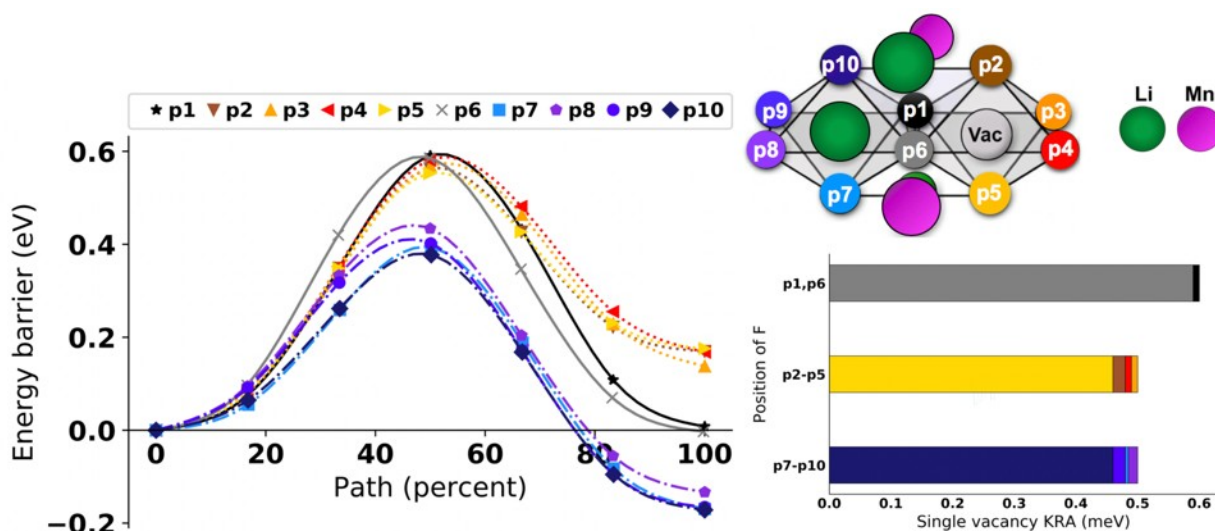 p1 p2 p3 p4 p5 p6 p7 p8 p9 p10
Energy barrier (eV)
0.6
0.4
0.2
0.0
−0.2
0 20 40 60 80 100
Path (percent)
p10 p2
p9 p1 p3
Vac
p8 p6 p4
p7 p5
Li Mn
Position of F
p1,p6
p2-p5
p7-p10
0.0 0.1 0.2 0.3 0.4 0.5 0.6
Single vacancy KRA (meV)